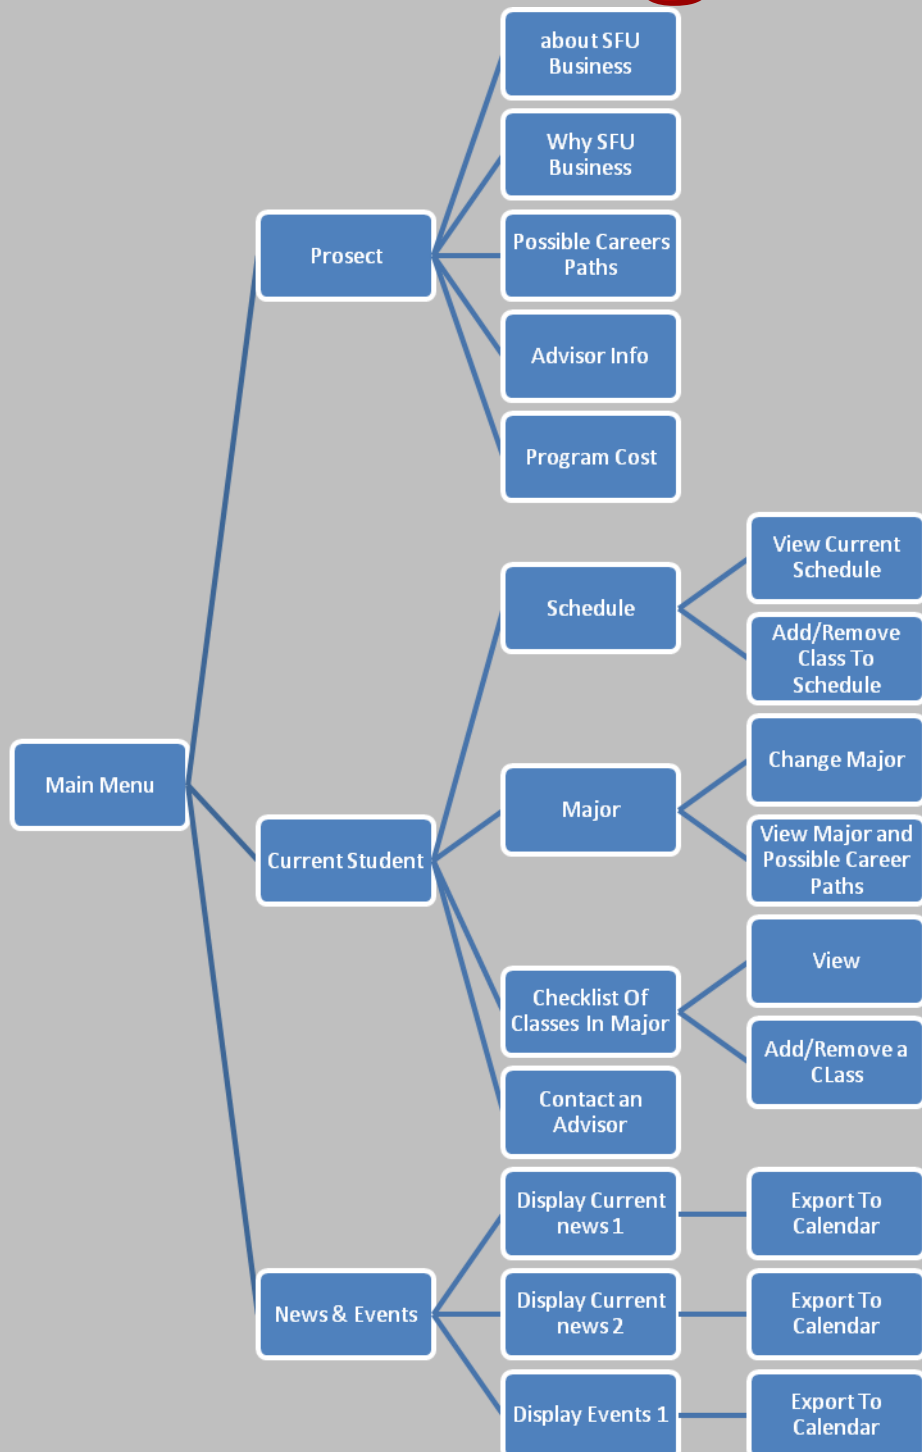 about SFU
Business
Why SFU
Business
Prosect
Possible Careers
Paths
Advisor Info
Program Cost
View Current
Schedule
Schedule
Add/Remove
Class To
Schedule
Main Menu
Change Major
Major
View Major and
Possible Career
Paths
Current Student
View
Checklist Of
Classes In Major
Add/Remove a
CLass
Contact an
Advisor
Display Current
news 1
Export To
Calendar
News & Events
Display Current
news 2
Export To
Calendar
Display Events 1
Export To
Calendar